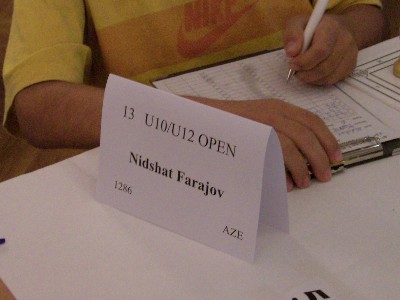 13 U10/U12 OPEN
Nidshat Farajov
1286
AZE